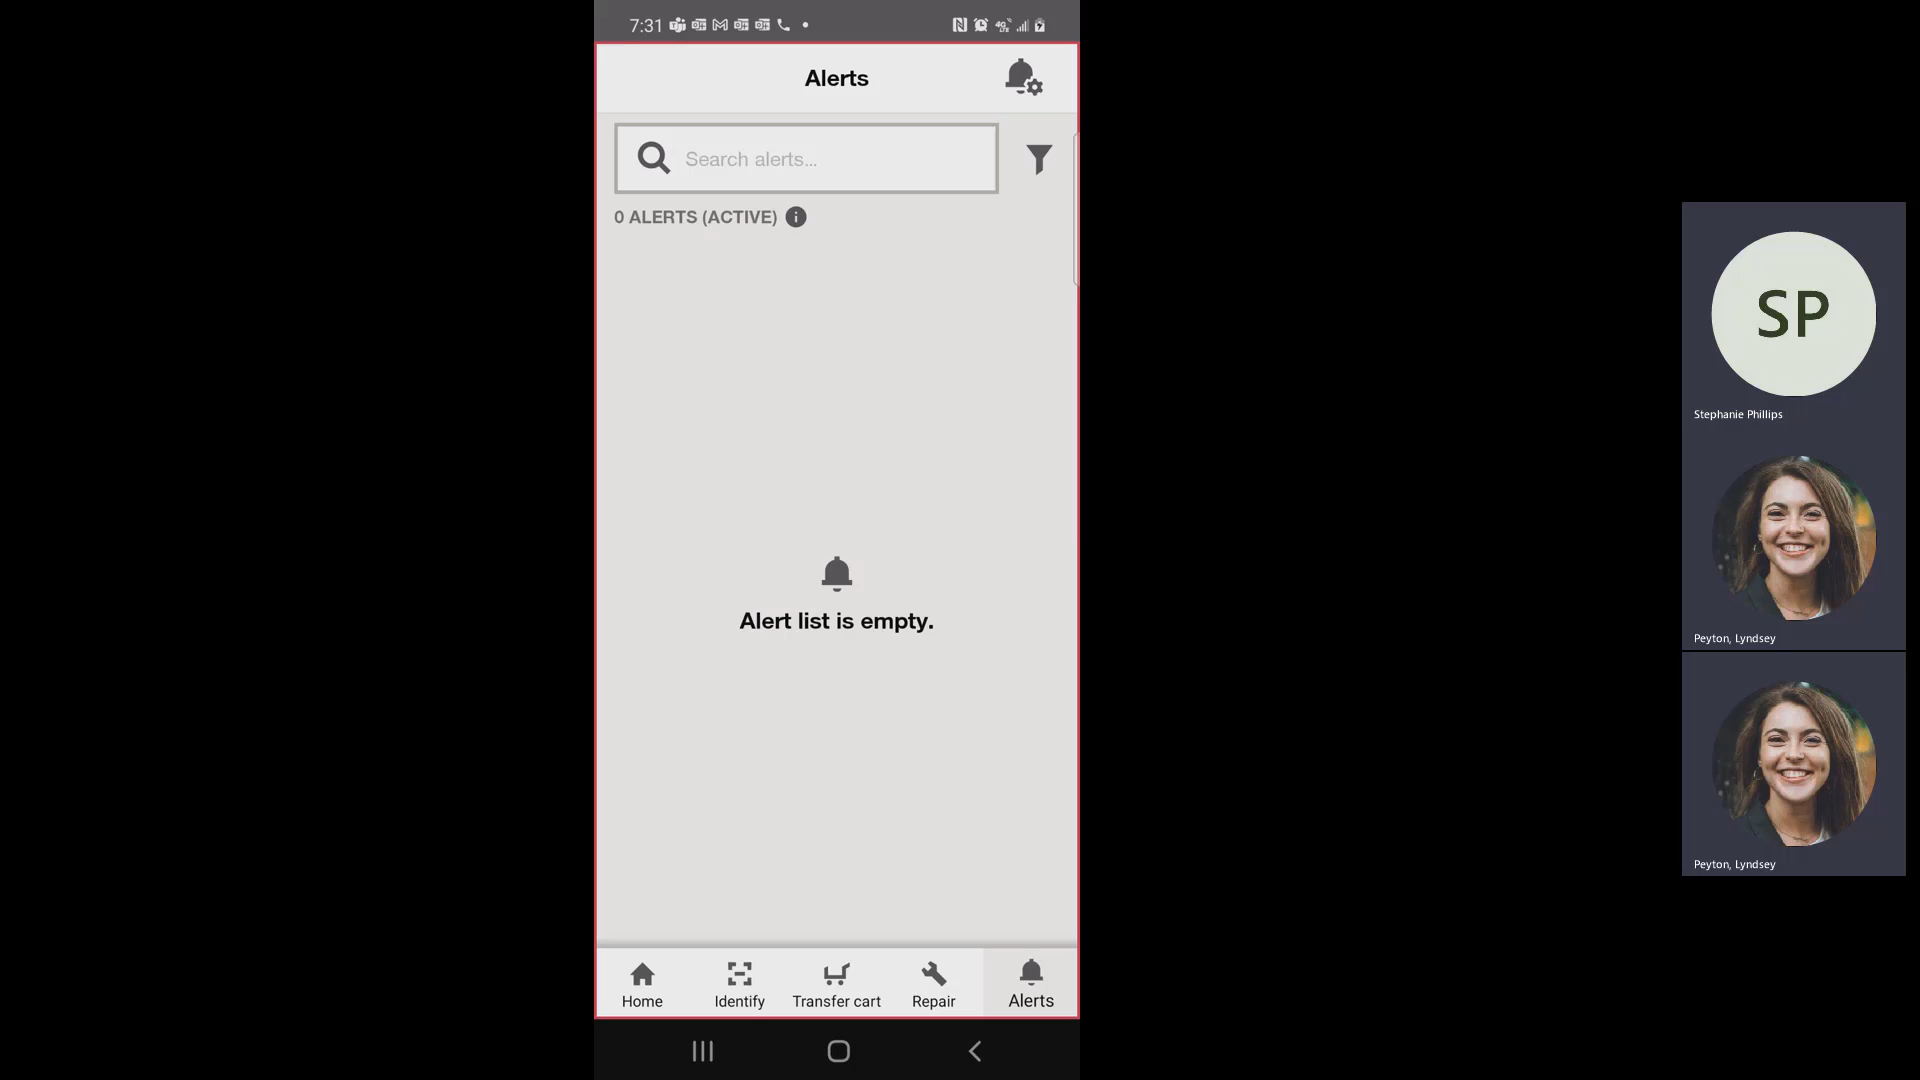 7:31
Alerts
Search alerts...
0 ALERTS (ACTIVE)
Alert list is empty.
Home
Identify
Transfer cart
Repair
Alerts
SP
Stephanie Phillips
Peyton, Lyndsey
Peyton, Lyndsey